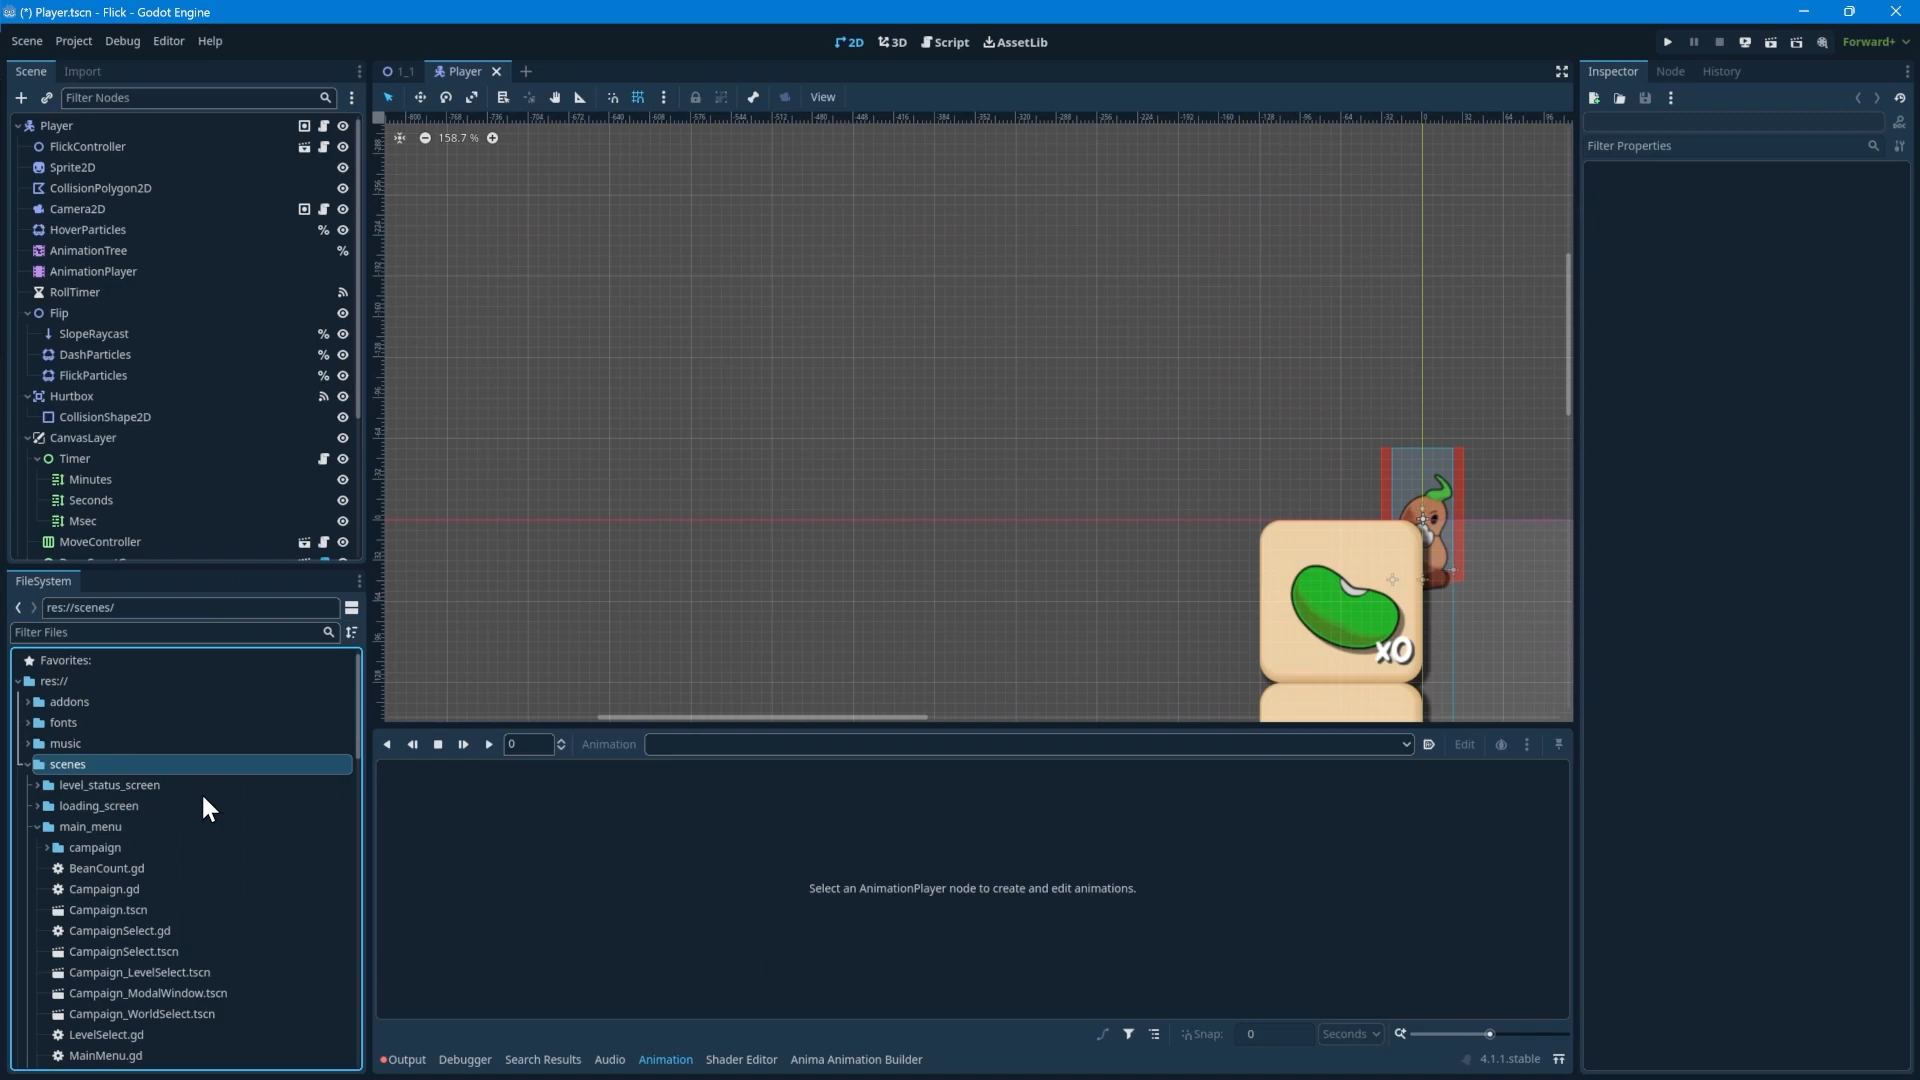 (*) Player.tscn - Flick - Godot Engine
Scene Project Debug Editor Help
2D 3D Script AssetLib
Forward+
Scene Import
1_1 Player
Inspector Node History
Filter Nodes
View
Player
FlickController
Sprite2D
CollisionPolygon2D
Camera2D
HoverParticles
AnimationTree
AnimationPlayer
RollTimer
Flip
SlopeRaycast
DashParticles
FlickParticles
Hurtbox
CollisionShape2D
CanvasLayer
Timer
Minutes
Seconds
Msec
MoveController
158.7 %
x0
Filter Properties
FileSystem
res://scenes/
Filter Files
Favorites:
res://
addons
fonts
music
scenes
level_status_screen
loading_screen
main_menu
campaign
BeanCount.gd
Campaign.gd
Campaign.tscn
CampaignSelect.gd
CampaignSelect.tscn
Campaign_LevelSelect.tscn
Campaign_ModalWindow.tscn
Campaign_WorldSelect.tscn
LevelSelect.gd
MainMenu.gd
0 Animation Edit
Select an AnimationPlayer node to create and edit animations.
Snap: 0 Seconds
Output Debugger Search Results Audio Animation Shader Editor Anima Animation Builder
4.1.1.stable